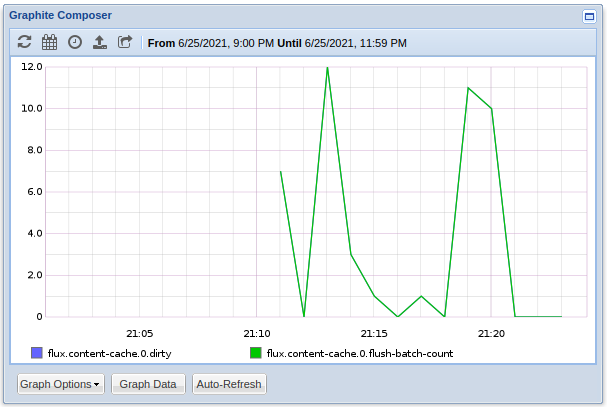 Graphite Composer
From 6/25/2021, 9:00 PM Until 6/25/2021, 11:59 PM
12.0
10.0
8.0
6.0
4.0
2.0
0
21:05 21:10 21:15 21:20
flux.content-cache.0.dirty flux.content-cache.0.flush-batch-count
Graph Options Graph Data Auto-Refresh